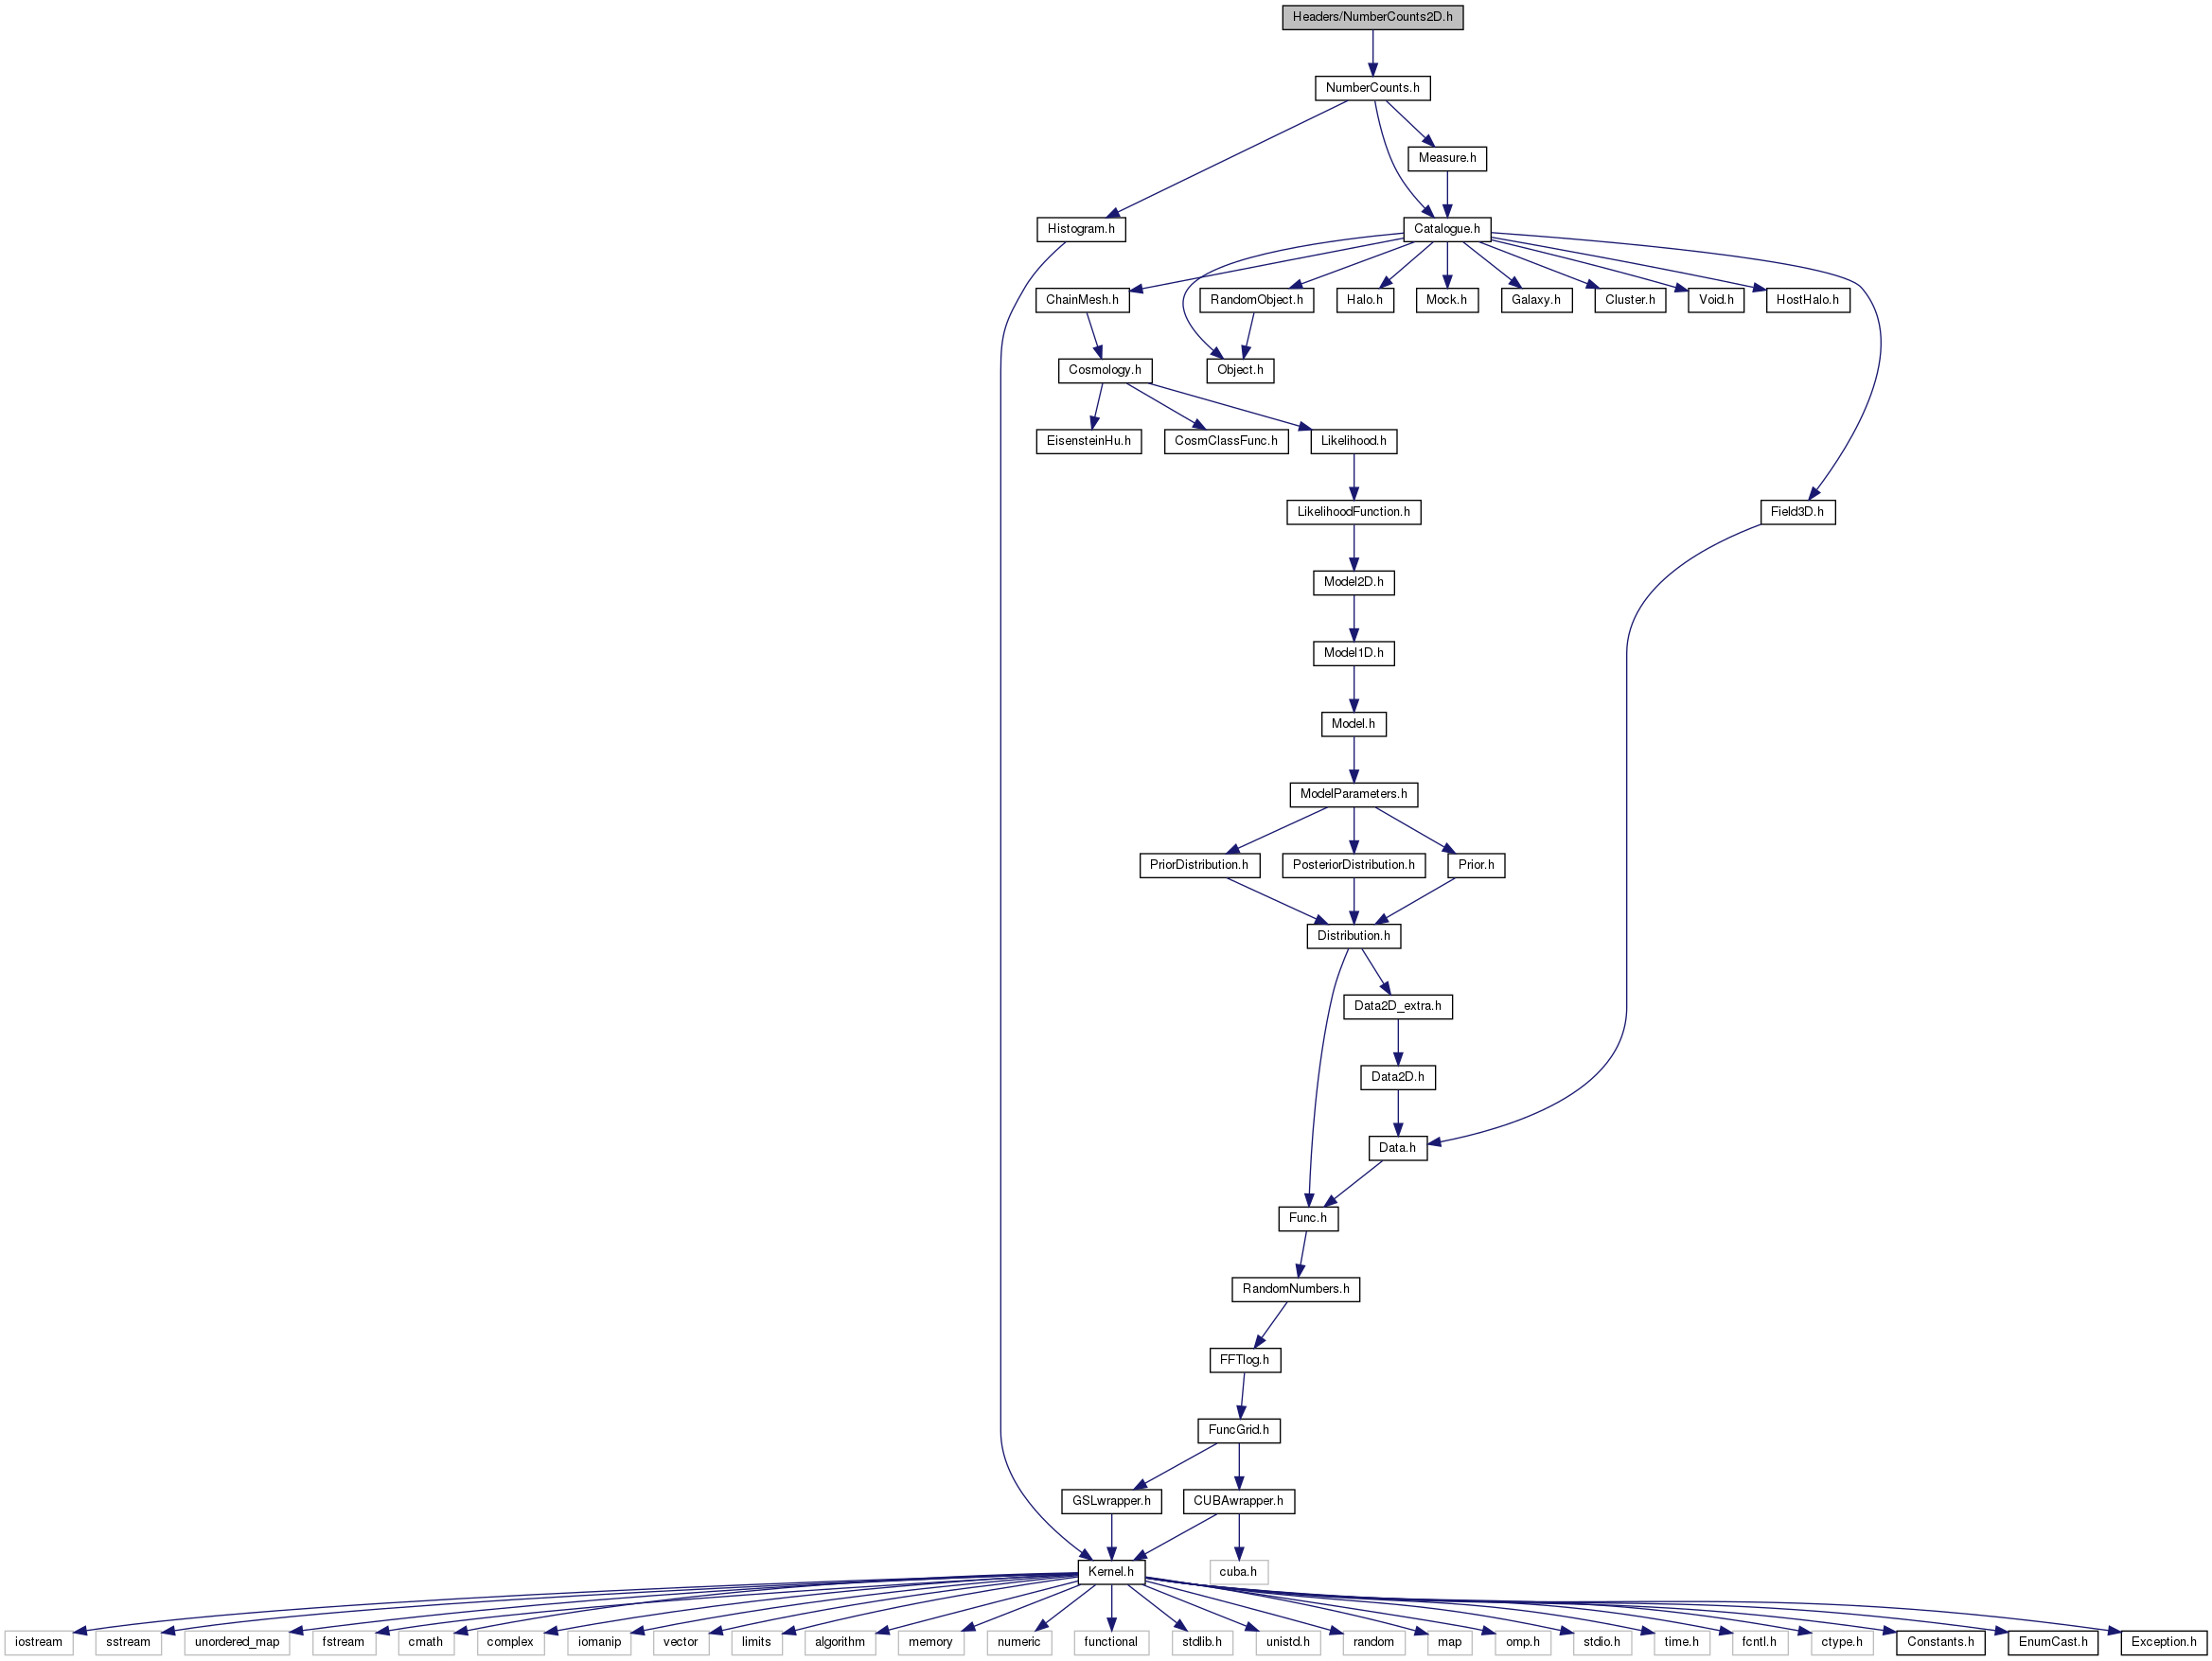 Headers/NumberCounts2D.h
NumberCounts.h
Measure.h
Histogram.h
Catalogue.h
ChainMesh.h
RandomObject.h
Halo.h
Mock.h
Galaxy.h
Cluster.h
Void.h
HostHalo.h
Cosmology.h
Object.h
EisensteinHu.h
CosmClassFunc.h
Likelihood.h
LikelihoodFunction.h
Field3D.h
Model2D.h
Model1D.h
Model.h
ModelParameters.h
PriorDistribution.h
PosteriorDistribution.h
Prior.h
Distribution.h
Data2D_extra.h
Data2D.h
Data.h
Func.h
RandomNumbers.h
FFTlog.h
FuncGrid.h
GSLwrapper.h
CUBAwrapper.h
Kernel.h
cuba.h
iostream
sstream
unordered_map
fstream
cmath
complex
iomanip
vector
limits
algorithm
memory
numeric
functional
stdlib.h
unistd.h
random
map
omp.h
stdio.h
time.h
fcntl.h
ctype.h
Constants.h
EnumCast.h
Exception.h